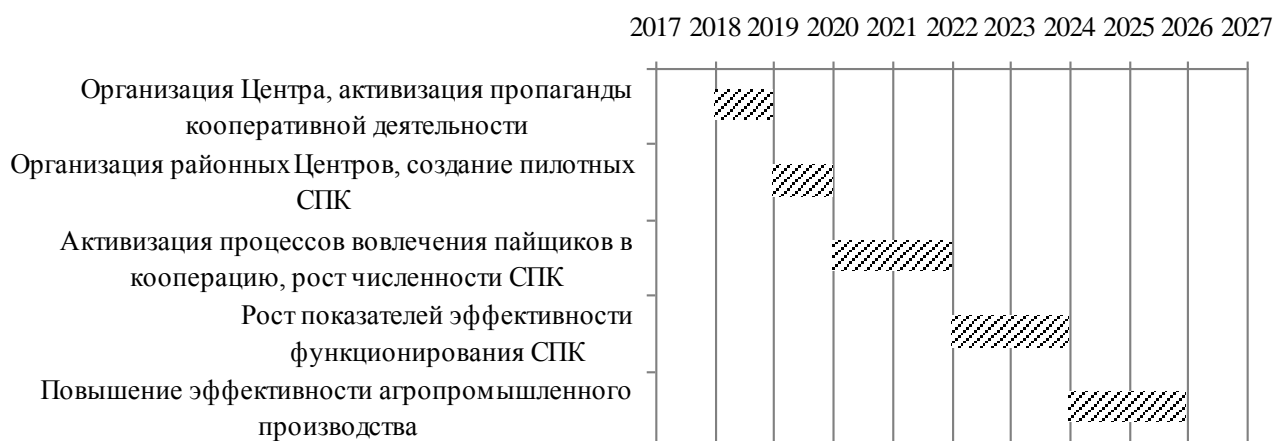 2017 2018 2019 2020 2021 2022 2023 2024 2025 2026 2027
Организация Центра, активизация пропаганды
кооперативной деятельности
Организация районных Центров, создание пилотных
СПК
Активизация процессов вовлечения пайщиков в
кооперацию, рост численности СПК
Рост показателей эффективности
функционирования СПК
Повышение эффективности агропромышленного
производства